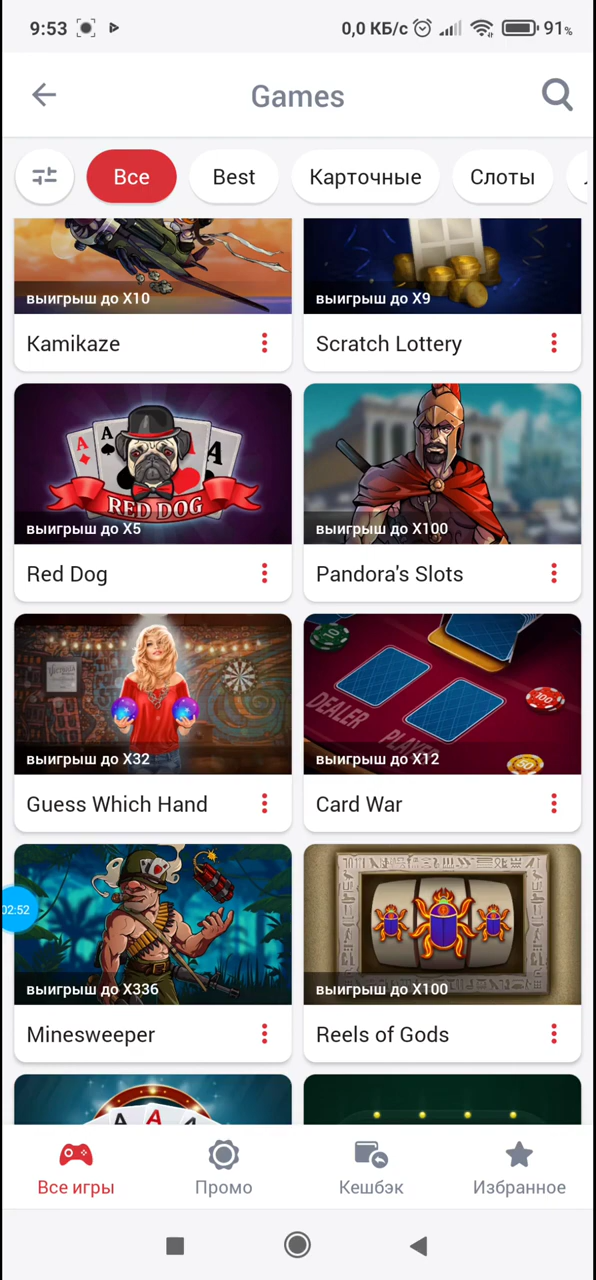 9:53 0,0 КБ/с 91%
Games
Все Best Карточные Слоты
выигрыш до X10 выигрыш до X9
Kamikaze Scratch Lottery
A A A
RED DOG
выигрыш до X5 выигрыш до X100
Red Dog Pandora's Slots
DEALER 100
PLAYER 50
выигрыш до X32 выигрыш до X12
Guess Which Hand Card War
02:52
выигрыш до X336 выигрыш до X100
Minesweeper Reels of Gods
A A A
Все игры Промо Кешбэк Избранное